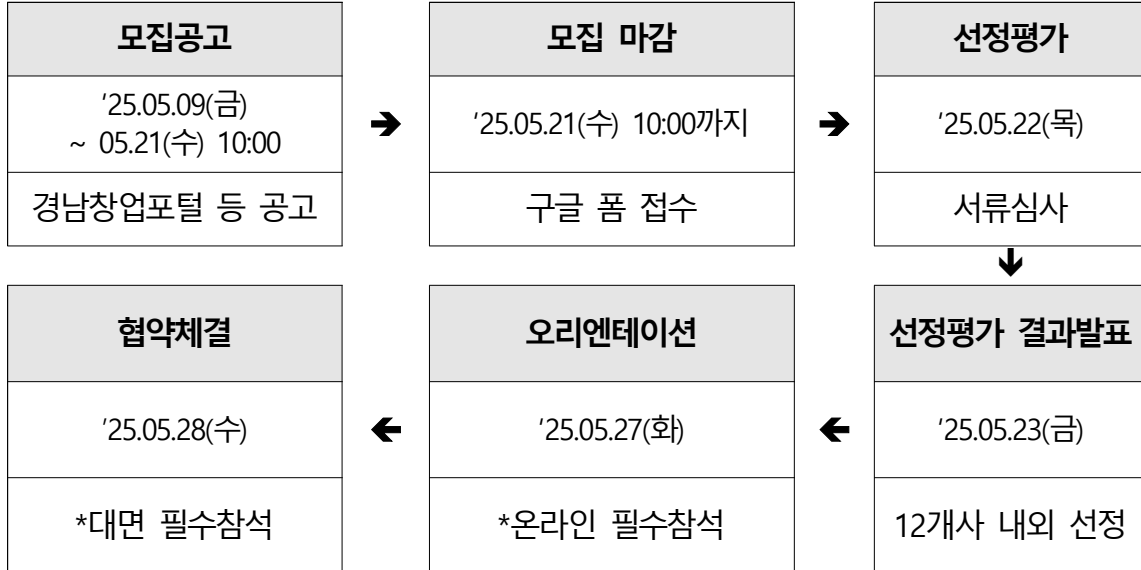 모집공고
'25.05.09(금)
~ 05.21(수) 10:00
경남창업포털 등 공고
🡺
모집 마감
'25.05.21(수) 10:00까지
구글 폼 접수
🡺
선정평가
'25.05.22(목)
서류심사
🡻
선정평가 결과발표
'25.05.23(금)
12개사 내외 선정
🡸
오리엔테이션
'25.05.27(화)
*온라인 필수참석
🡸
협약체결
'25.05.28(수)
*대면 필수참석